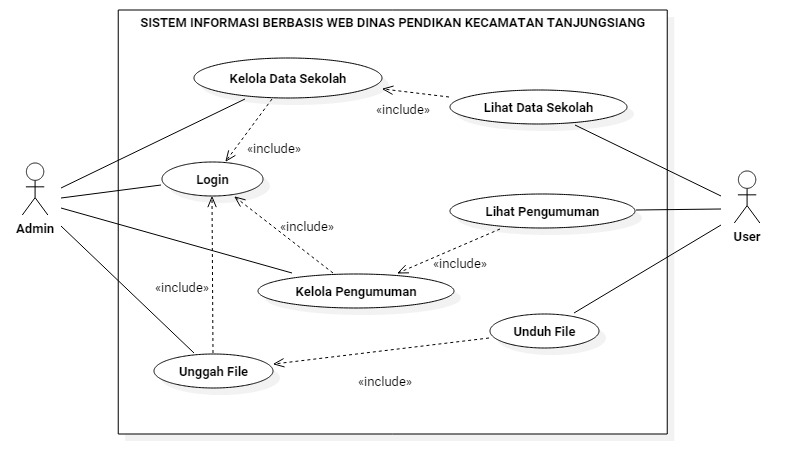 SISTEM INFORMASI BERBASIS WEB DINAS PENDIKAN KECAMATAN TANJUNGSIANG
Kelola Data Sekolah
«include»
Lihat Data Sekolah
«include»
Login
Admin
Lihat Pengumuman
User
«include»
«include»
Kelola Pengumuman
«include»
Unduh File
Unggah File
«include»